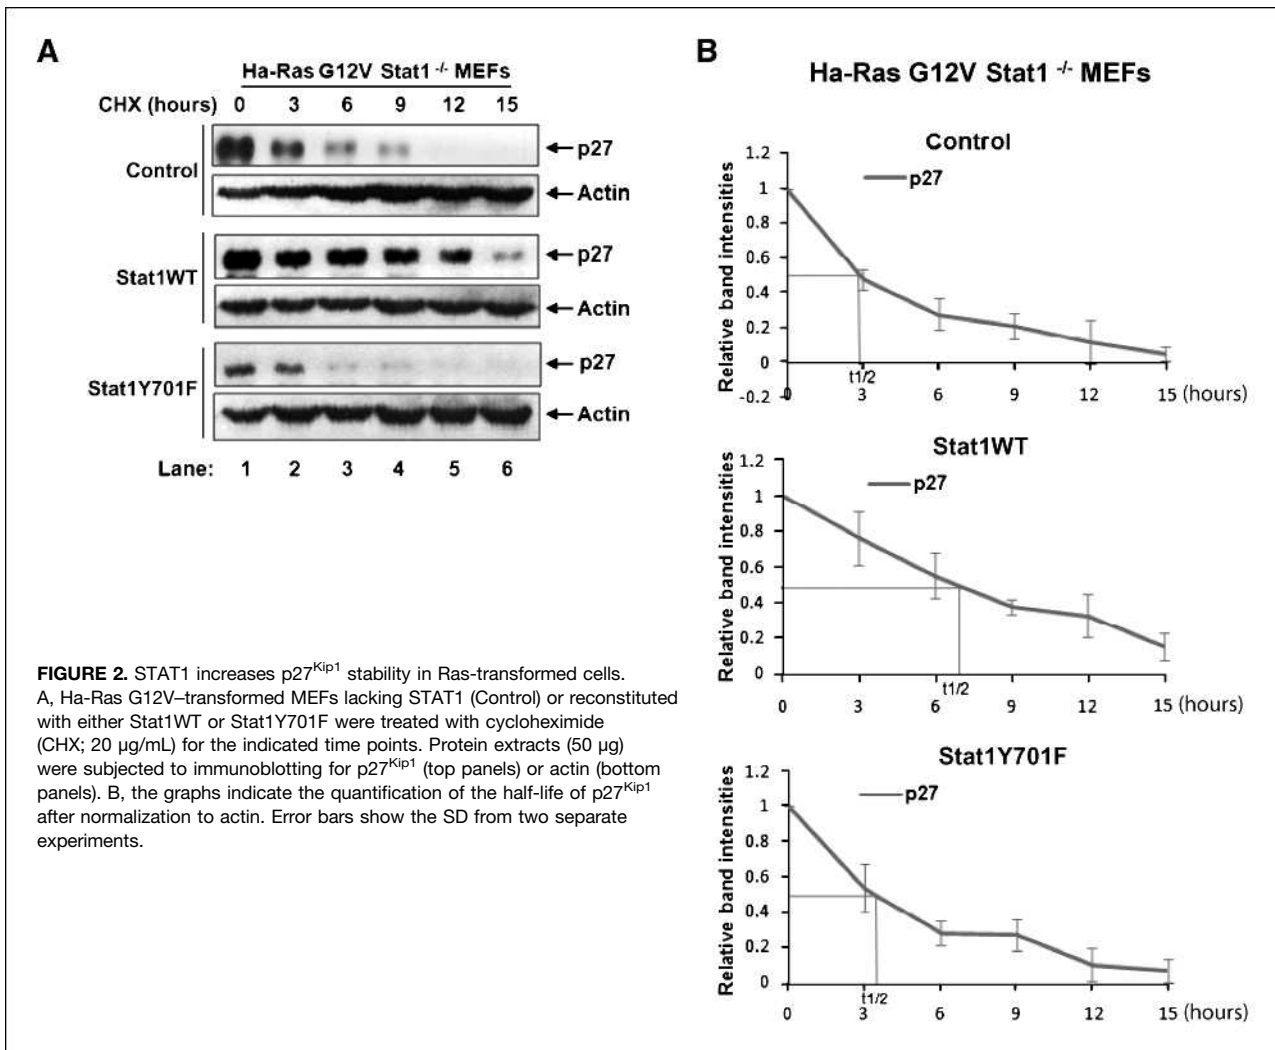 A
Ha-Ras G12V Stat1 -/- MEFs
CHX (hours) 0 3 6 9 12 15
Control
p27
Actin
Stat1WT
p27
Actin
Stat1Y701F
p27
Actin
Lane: 1 2 3 4 5 6
FIGURE 2. STAT1 increases p27Kip1 stability in Ras-transformed cells.
A, Ha-Ras G12V–transformed MEFs lacking STAT1 (Control) or reconstituted
with either Stat1WT or Stat1Y701F were treated with cycloheximide
(CHX; 20 µg/mL) for the indicated time points. Protein extracts (50 µg)
were subjected to immunoblotting for p27Kip1 (top panels) or actin (bottom
panels). B, the graphs indicate the quantification of the half-life of p27Kip1
after normalization to actin. Error bars show the SD from two separate
experiments.
B
Ha-Ras G12V Stat1 -/- MEFs
Control
p27
Relative band intensities
1.2
1
0.8
0.6
0.4
0.2
0
-0.2
t1/2
0 3 6 9 12 15 (hours)
Stat1WT
p27
Relative band intensities
1.2
1
0.8
0.6
0.4
0.2
0
t1/2
0 3 6 9 12 15 (hours)
Stat1Y701F
p27
Relative band intensities
1.2
1
0.8
0.6
0.4
0.2
0
t1/2
0 3 6 9 12 15 (hours)